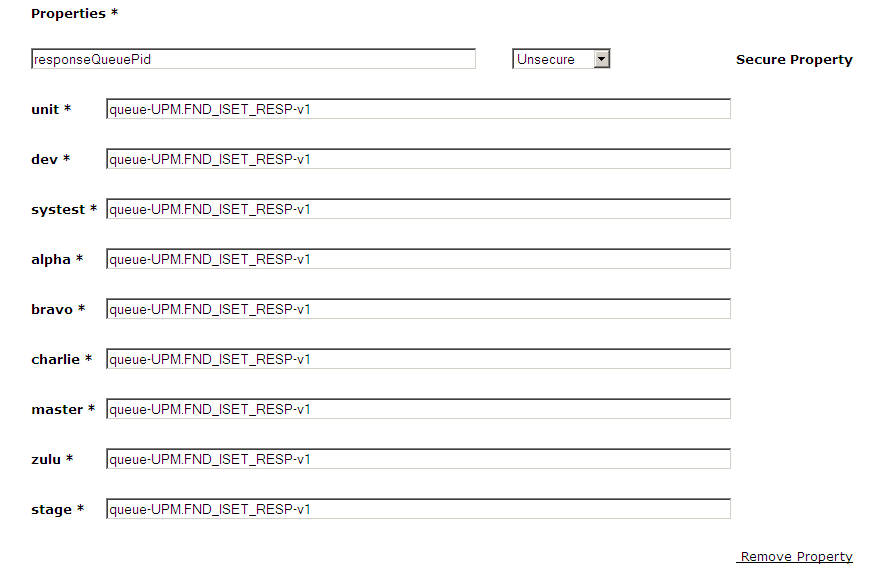 Properties *
responseQueuePid Unsecure Secure Property
unit * queue-UPM.FND_ISET_RESP-v1
dev * queue-UPM.FND_ISET_RESP-v1
systest * queue-UPM.FND_ISET_RESP-v1
alpha * queue-UPM.FND_ISET_RESP-v1
bravo * queue-UPM.FND_ISET_RESP-v1
charlie * queue-UPM.FND_ISET_RESP-v1
master * queue-UPM.FND_ISET_RESP-v1
zulu * queue-UPM.FND_ISET_RESP-v1
stage * queue-UPM.FND_ISET_RESP-v1
Remove Property